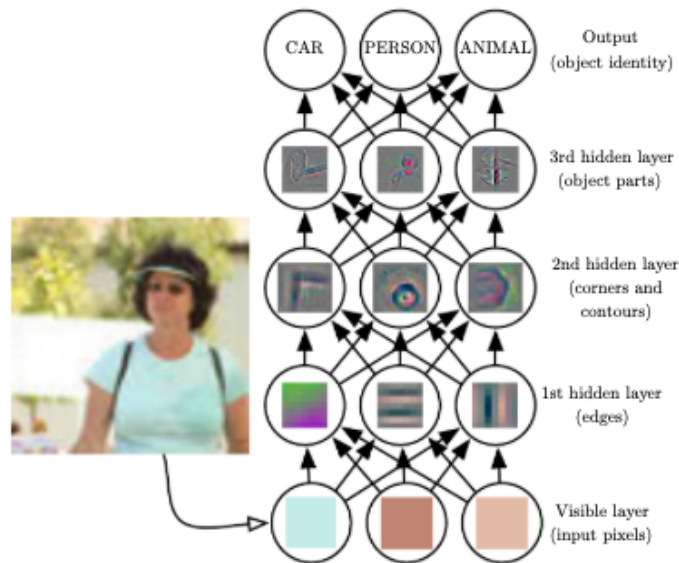 CAR PERSON ANIMAL
Output
(object identity)
3rd hidden layer
(object parts)
2nd hidden layer
(corners and
contours)
1st hidden layer
(edges)
Visible layer
(input pixels)